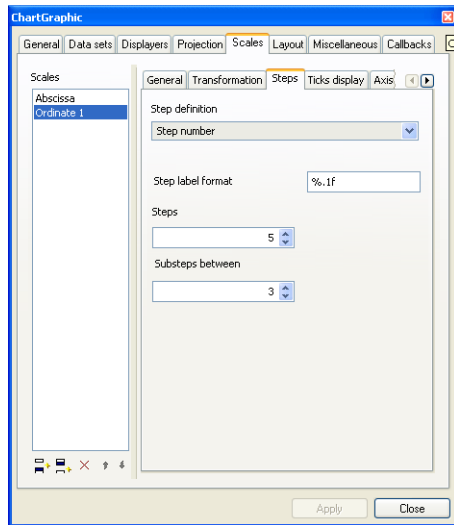 ChartGraphic
General Data sets Displayers Projection Scales Layout Miscellaneous Callbacks
Scales
General Transformation Steps Ticks display Axis
Abscissa
Ordinate 1
Step definition
Step number
Step label format %.1f
Steps
5
Substeps between
3
Apply Close